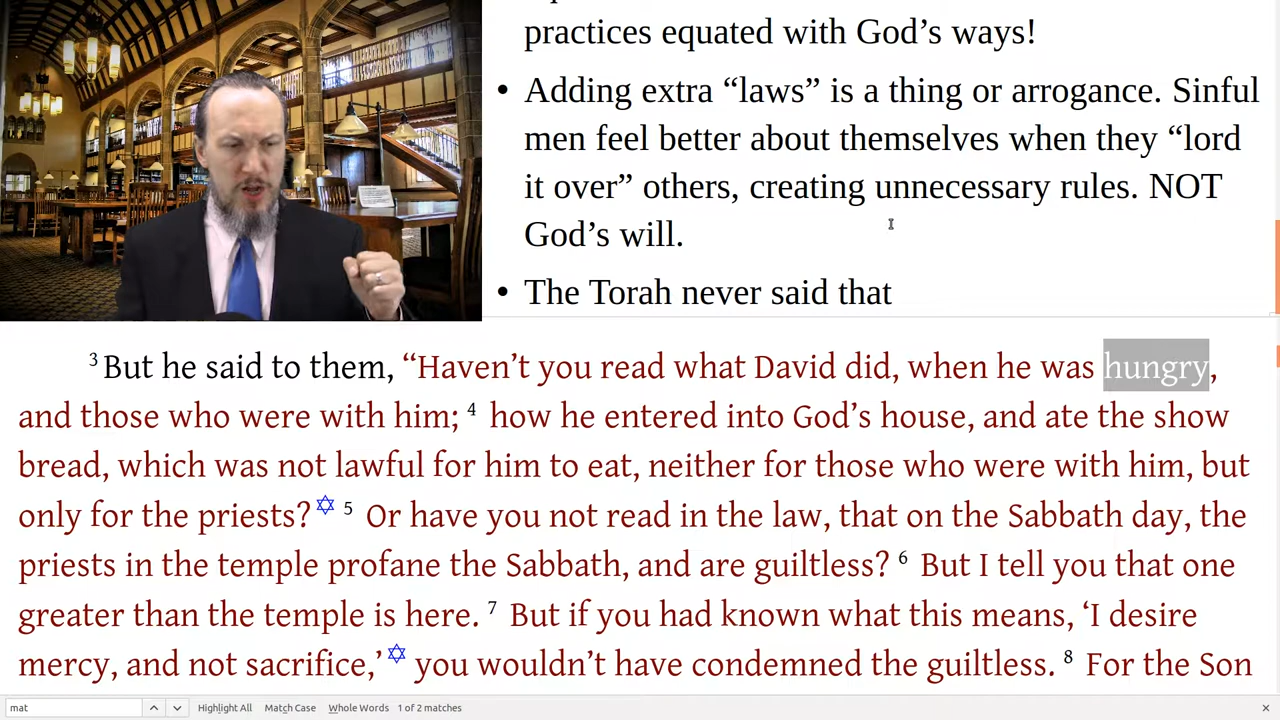 practices equated with God’s ways!
• Adding extra “laws” is a thing or arrogance. Sinful
men feel better about themselves when they “lord
it over” others, creating unnecessary rules. NOT
God’s will.
• The Torah never said that
3 But he said to them, “Haven’t you read what David did, when he was hungry,
and those who were with him; 4 how he entered into God’s house, and ate the show
bread, which was not lawful for him to eat, neither for those who were with him, but
only for the priests?✡ 5 Or have you not read in the law, that on the Sabbath day, the
priests in the temple profane the Sabbath, and are guiltless? 6 But I tell you that one
greater than the temple is here. 7 But if you had known what this means, ‘I desire
mercy, and not sacrifice,’✡ you wouldn’t have condemned the guiltless. 8 For the Son
mat Highlight All Match Case Whole Words 1 of 2 matches